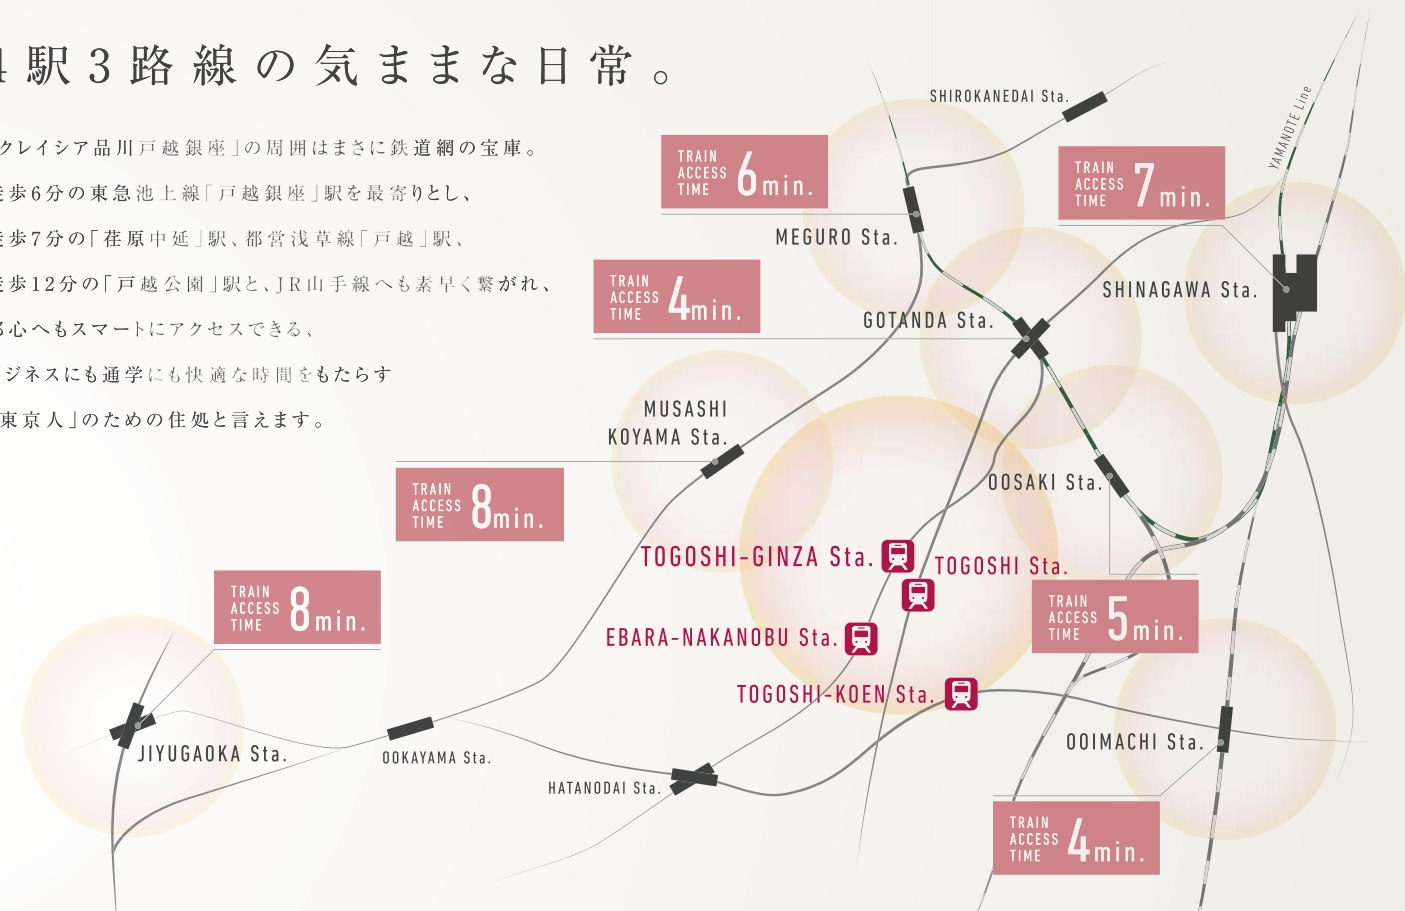 4駅3路線の気ままな日常。
クレイシア品川戸越銀座」の周囲はまさに鉄道網の宝庫。
徒歩6分の東急池上線「戸越銀座」駅を最寄りとし、
徒歩7分の「荏原中延」駅、都営浅草線「戸越」駅、
徒歩12分の「戸越公園」駅と、JR山手線へも素早く繋がれ、
都心へもスマートにアクセスできる、
ビジネスにも通学にも快適な時間をもたらす
東京人」のための住処と言えます。
SHIROKANEDAI Sta.
YAMANOTE Line
TRAIN ACCESS TIME 6min.
TRAIN ACCESS TIME 7min.
MEGURO Sta.
TRAIN ACCESS TIME 4min.
SHINAGAWA Sta.
GOTANDA Sta.
MUSASHI
KOYAMA Sta.
TRAIN ACCESS TIME 8min.
OOSAKI Sta.
TOGOSHI-GINZA Sta.
TOGOSHI Sta.
TRAIN ACCESS TIME 8min.
TRAIN ACCESS TIME 5min.
EBARA-NAKANOBU Sta.
TOGOSHI-KOEN Sta.
JIYUGAOKA Sta.
OOKAYAMA Sta.
OOIMACHI Sta.
HATANODAI Sta.
TRAIN ACCESS TIME 4min.